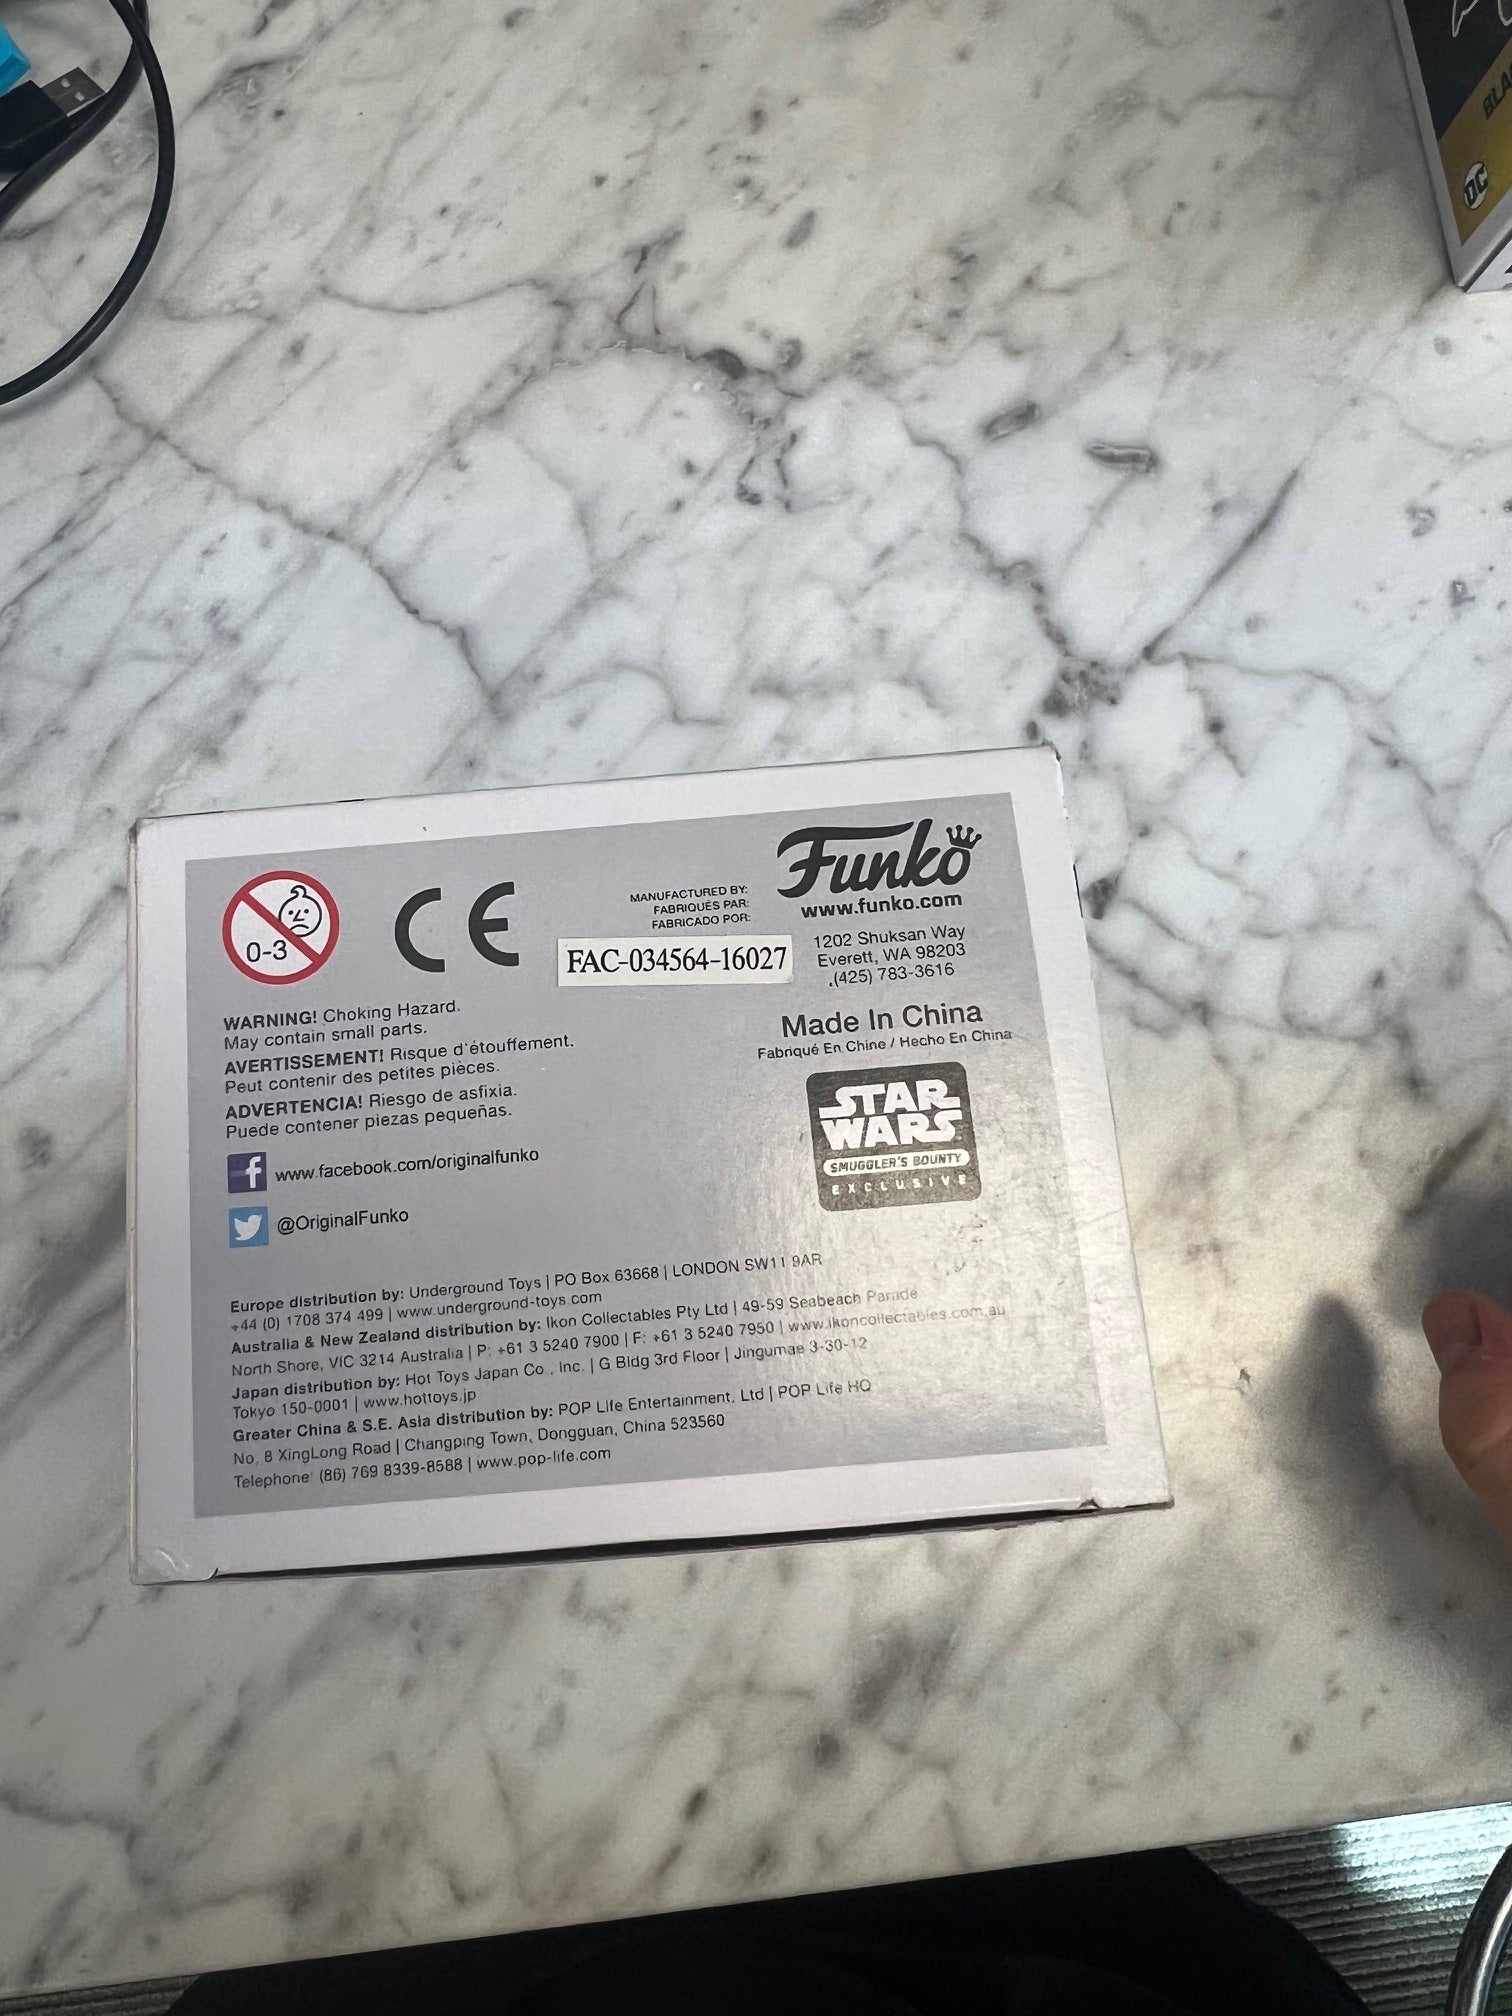 BLA
DC
Funko
www.funko.com
MANUFACTURED BY:
FABRIQUÉS PAR:
FABRICADO POR:
FAC-034564-16027
1202 Shuksan Way
Everett, WA 98203
(425) 783-3616
0-3
CE
WARNING! Choking Hazard.
May contain small parts.
AVERTISSEMENT! Risque d'étouffement.
Peut contenir des petites pièces.
ADVERTENCIA! Riesgo de asfixia.
Puede contener piezas pequeñas.
Made In China
Fabriqué En Chine / Hecho En China
STAR
WARS
SMUGGLER'S BOUNTY
EXCLUSIVE
f www.facebook.com/originalfunko
@OriginalFunko
Europe distribution by: Underground Toys | PO Box 63668 | LONDON SW11 9AR
+44 (0) 1708 374 499 | www.underground-toys.com
Australia & New Zealand distribution by: Ikon Collectables Pty Ltd | 49-59 Seabeach Parade
North Shore, VIC 3214 Australia | P: +61 3 5240 7900 | F: +61 3 5240 7950 | www.ikoncollectables.com.au
Japan distribution by: Hot Toys Japan Co., Inc. | G Bldg 3rd Floor | Jingumae 3-30-12
Tokyo 150-0001 | www.hottoys.jp
Greater China & S.E. Asia distribution by: POP Life Entertainment, Ltd | POP Life HQ
No. 8 XingLong Road | Changping Town, Dongguan, China 523560
Telephone: (86) 769 8339-8588 | www.pop-life.com